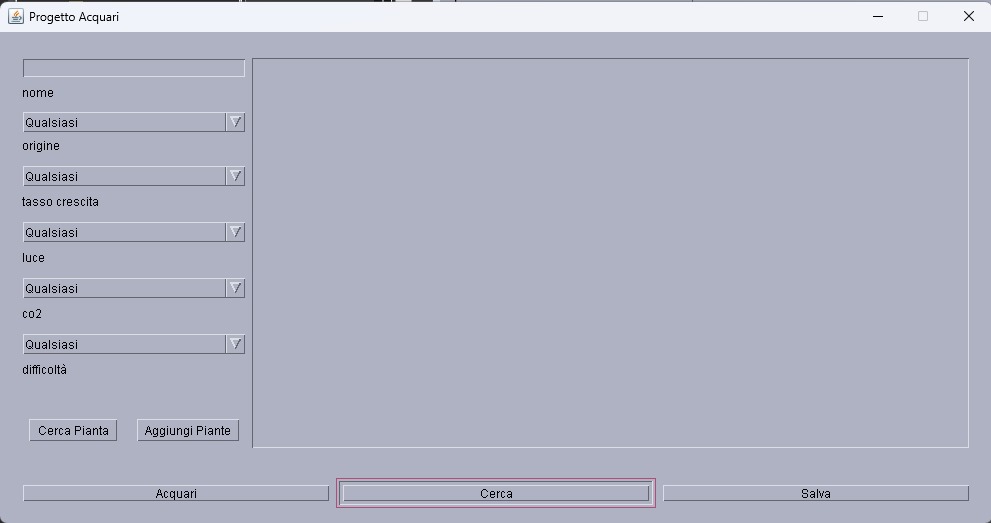 Progetto Acquari
nome
Qualsiasi
origine
Qualsiasi
tasso crescita
Qualsiasi
luce
Qualsiasi
co2
Qualsiasi
difficoltà
Cerca Pianta
Aggiungi Piante
Acquari
Cerca
Salva